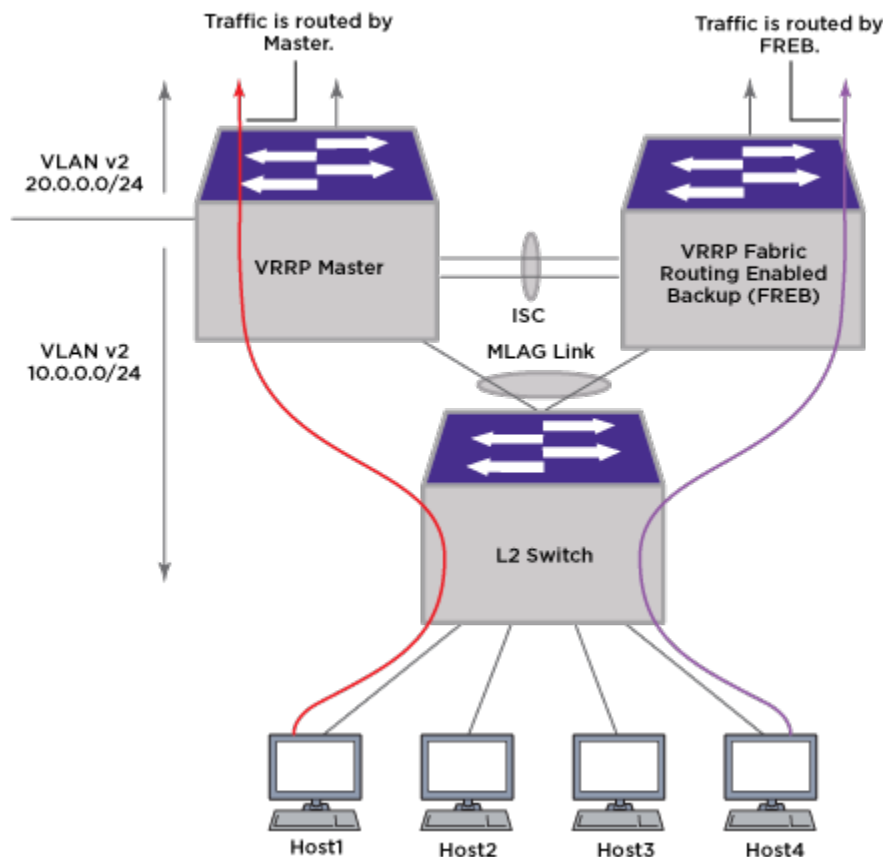 Traffic is routed by
Master.
Traffic is routed by
FREB.
VLAN v2
20.0.0.0/24
VRRP Master
VRRP Fabric
Routing Enabled
Backup (FREB)
ISC
VLAN v2
10.0.0.0/24
MLAG Link
L2 Switch
Host1
Host2
Host3
Host4